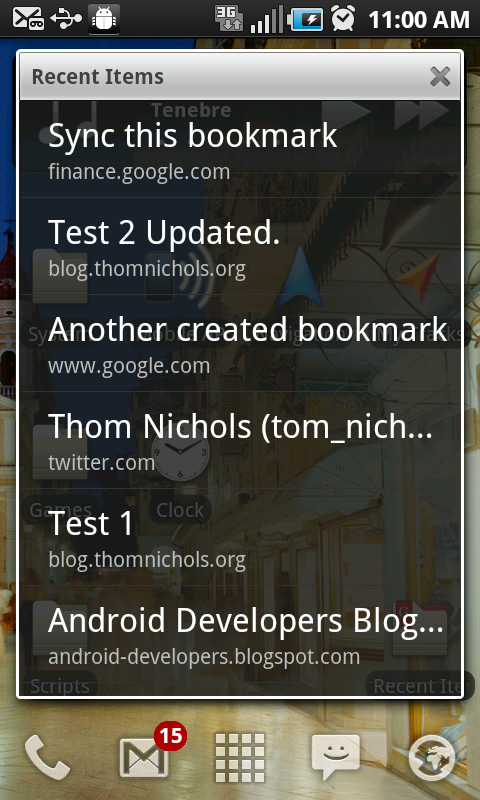 3G
11:00 AM
Recent Items
Tenebre
Sync this bookmark
finance.google.com
Test 2 Updated.
blog.thomnichols.org
Another created bookmark
www.google.com
Thom Nichols (tom_nich...
twitter.com
Games
Clock
Test 1
blog.thomnichols.org
Android Developers Blog...
android-developers.blogspot.com
Scripts
Recent Ite
15